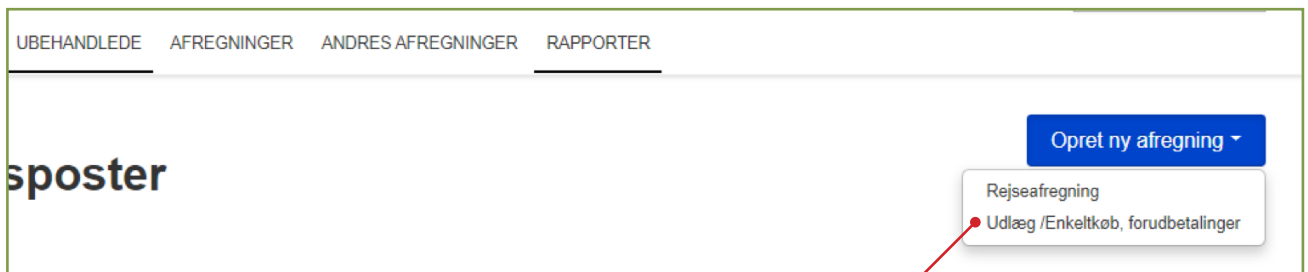 UBEHANDLEDE AFREGNINGER ANDRES AFREGNINGER RAPPORTER
sposter
Opret ny afregning
Rejseafregning
Udlæg /Enkeltkøb, forudbetalinger